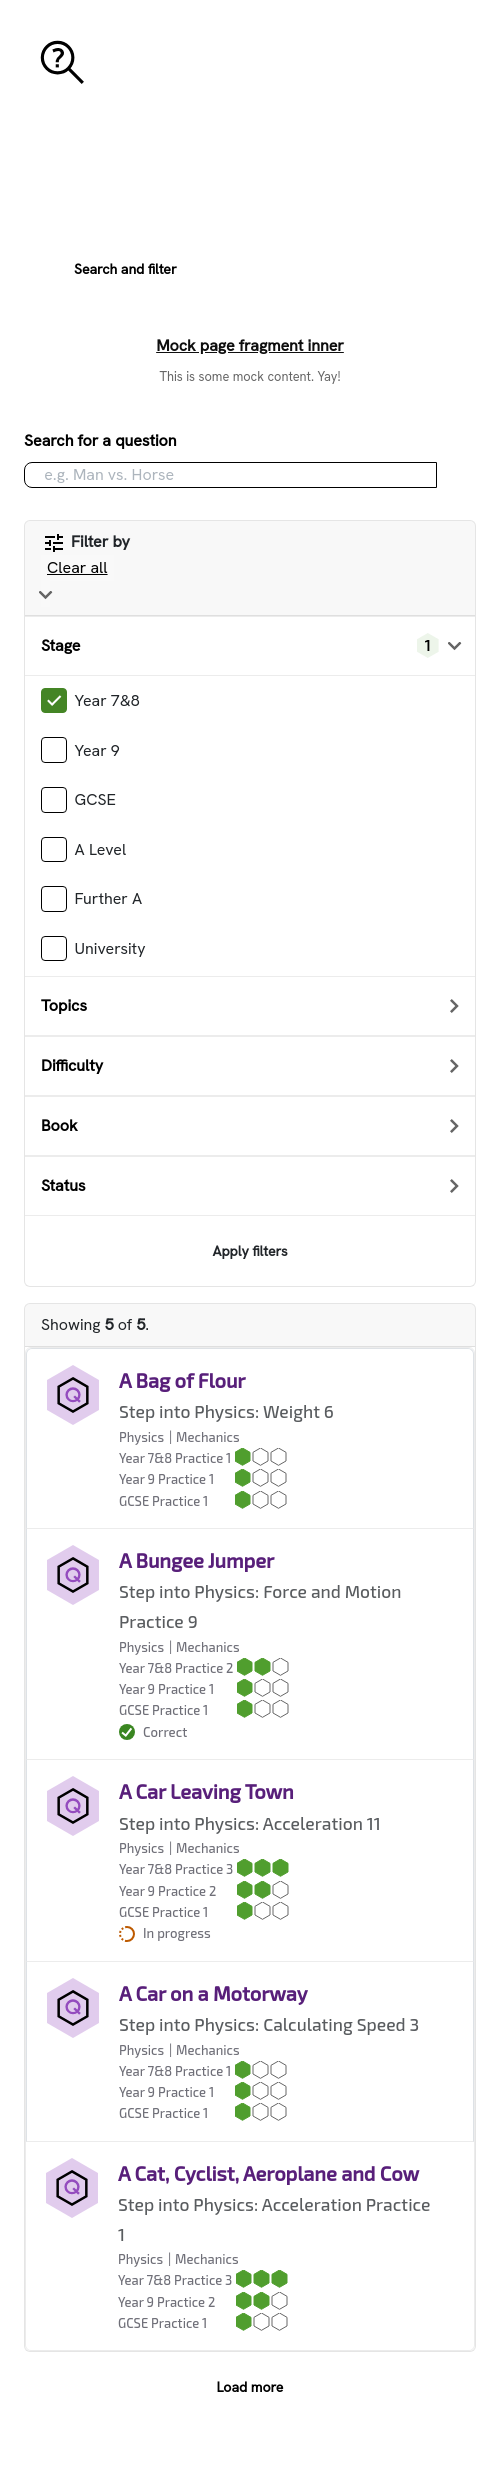 Search and filter
Mock page fragment inner
This is some mock content. Yay!
Search for a question
e.g. Man vs. Horse
Filter by
Clear all
Stage 1
Year 7&8
Year 9
GCSE
A Level
Further A
University
Topics
Difficulty
Book
Status
Apply filters
Showing 5 of 5.
A Bag of Flour
Step into Physics: Weight 6
Physics | Mechanics
Year 7&8 Practice 1
Year 9 Practice 1
GCSE Practice 1
A Bungee Jumper
Step into Physics: Force and Motion
Practice 9
Physics | Mechanics
Year 7&8 Practice 2
Year 9 Practice 1
GCSE Practice 1
Correct
A Car Leaving Town
Step into Physics: Acceleration 11
Physics | Mechanics
Year 7&8 Practice 3
Year 9 Practice 2
GCSE Practice 1
In progress
A Car on a Motorway
Step into Physics: Calculating Speed 3
Physics | Mechanics
Year 7&8 Practice 1
Year 9 Practice 1
GCSE Practice 1
A Cat, Cyclist, Aeroplane and Cow
Step into Physics: Acceleration Practice
1
Physics | Mechanics
Year 7&8 Practice 3
Year 9 Practice 2
GCSE Practice 1
Load more